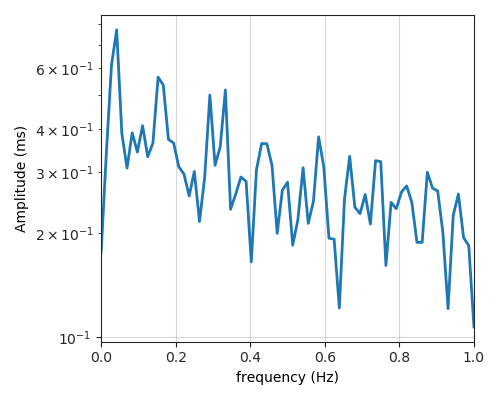 Amplitude (ms)
6 × 10⁻¹
4 × 10⁻¹
3 × 10⁻¹
2 × 10⁻¹
10⁻¹
0.0 0.2 0.4 0.6 0.8 1.0
frequency (Hz)